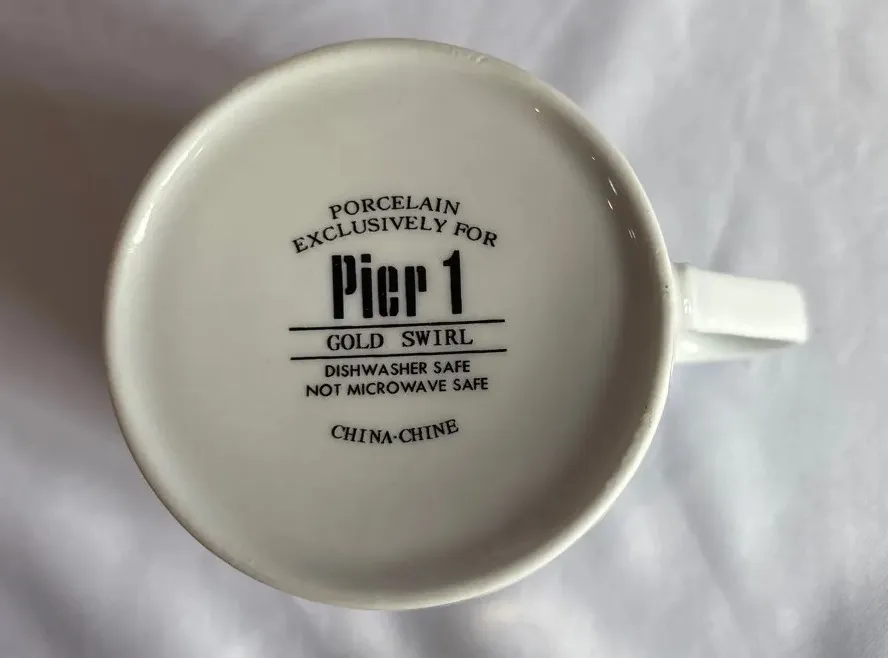 PORCELAIN
EXCLUSIVELY FOR
Pier 1
GOLD SWIRL
DISHWASHER SAFE
NOT MICROWAVE SAFE
CHINA·CHINE